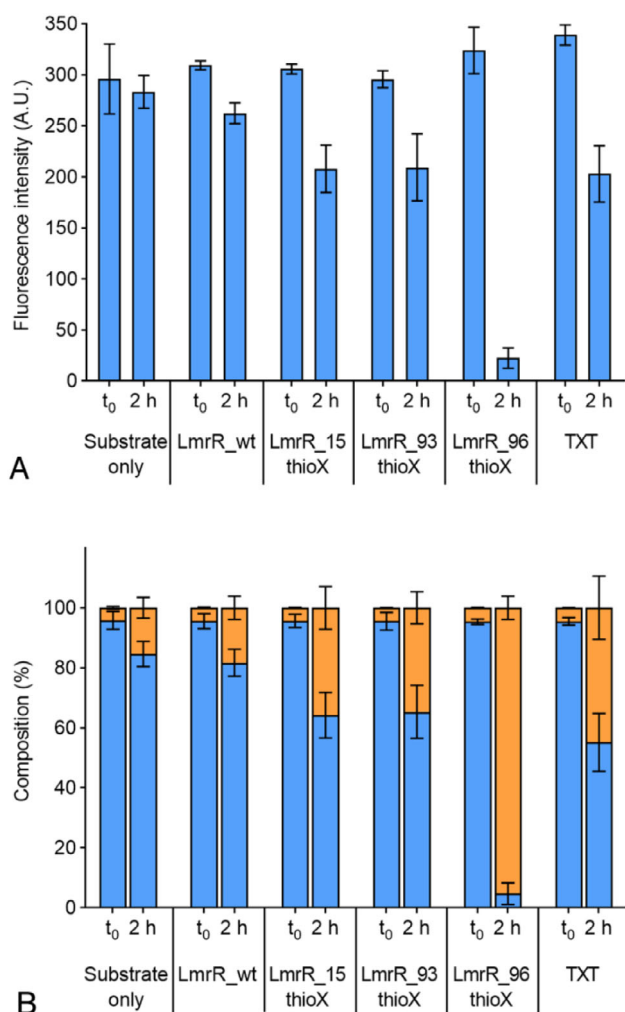 350
300
250
200
150
100
50
0
Fluorescence intensity (A.U.)
t0 2 h t0 2 h t0 2 h t0 2 h t0 2 h t0 2 h
Substrate only LmrR_wt LmrR_15 thioX LmrR_93 thioX LmrR_96 thioX TXT
A
100
80
60
40
20
0
Composition (%)
t0 2 h t0 2 h t0 2 h t0 2 h t0 2 h t0 2 h
Substrate only LmrR_wt LmrR_15 thioX LmrR_93 thioX LmrR_96 thioX TXT
B